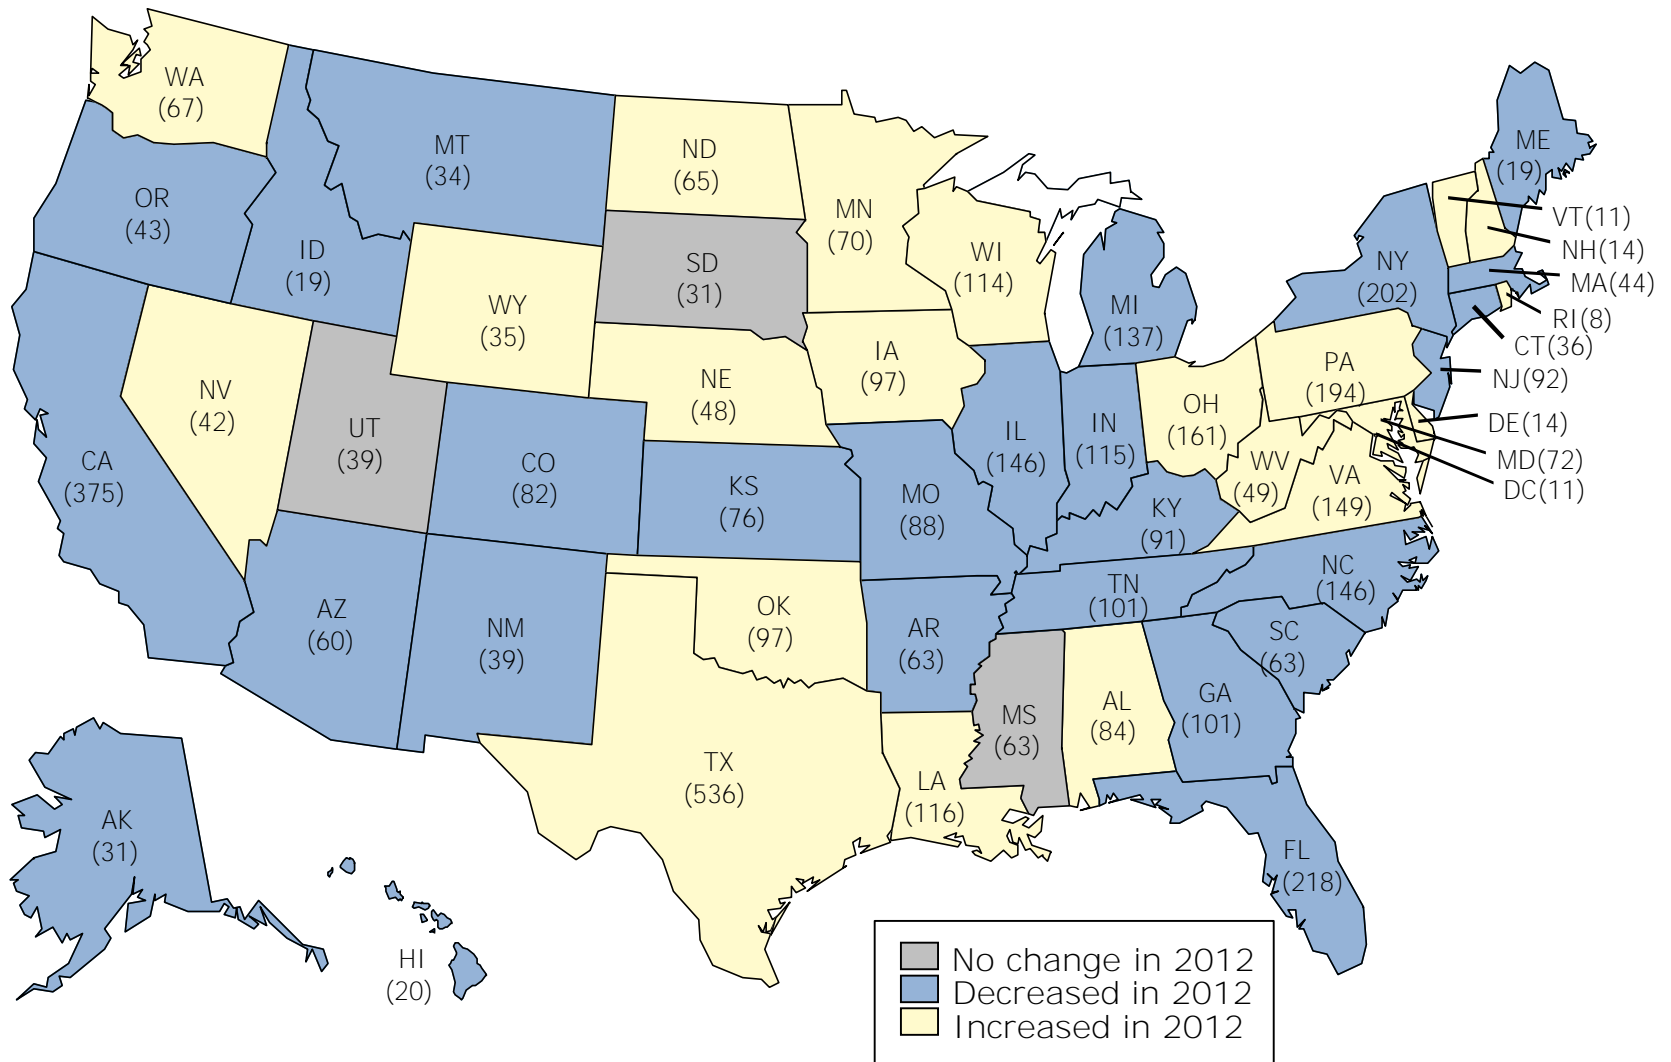 WA
(67)
MT
(34)
ND
(65)
MN
(70)
ME
(19)
OR
(43)
ID
(19)
SD
(31)
WI
(114)
VT(11)
NH(14)
MA(44)
RI(8)
CT(36)
NJ(92)
DE(14)
MD(72)
DC(11)
NY
(202)
WY
(35)
MI
(137)
IA
(97)
PA
(194)
NV
(42)
NE
(48)
OH
(161)
UT
(39)
IL
(146)
IN
(115)
CA
(375)
CO
(82)
KS
(76)
MO
(88)
WV
(49)
VA
(149)
KY
(91)
NC
(146)
TN
(101)
AZ
(60)
NM
(39)
OK
(97)
AR
(63)
SC
(63)
GA
(101)
MS
(63)
AL
(84)
TX
(536)
LA
(116)
AK
(31)
FL
(218)
HI
(20)
No change in 2012
Decreased in 2012
Increased in 2012